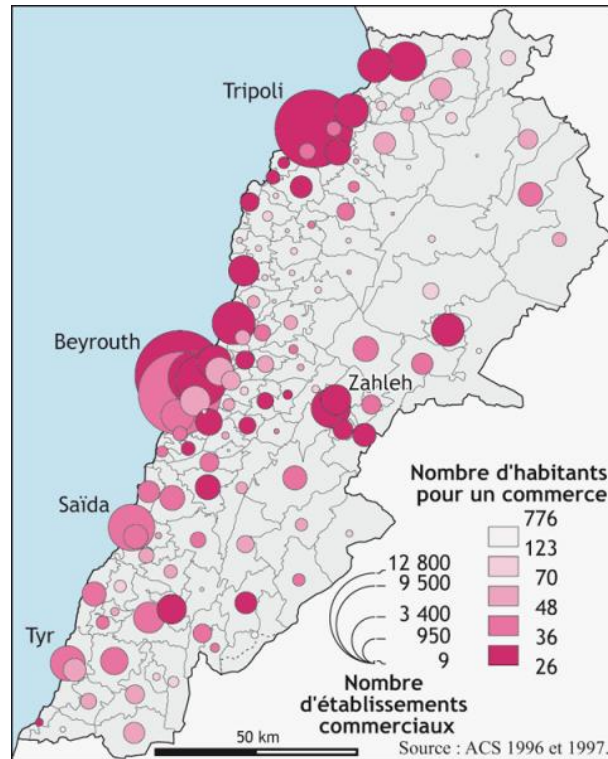 Tripoli
Beyrouth
Zahleh
Saïda
Tyr
Nombre d'habitants
pour un commerce
776
123
70
48
36
26
12 800
9 500
3 400
950
9
Nombre
d'établissements
commerciaux
50 km
Source : ACS 1996 et 1997.